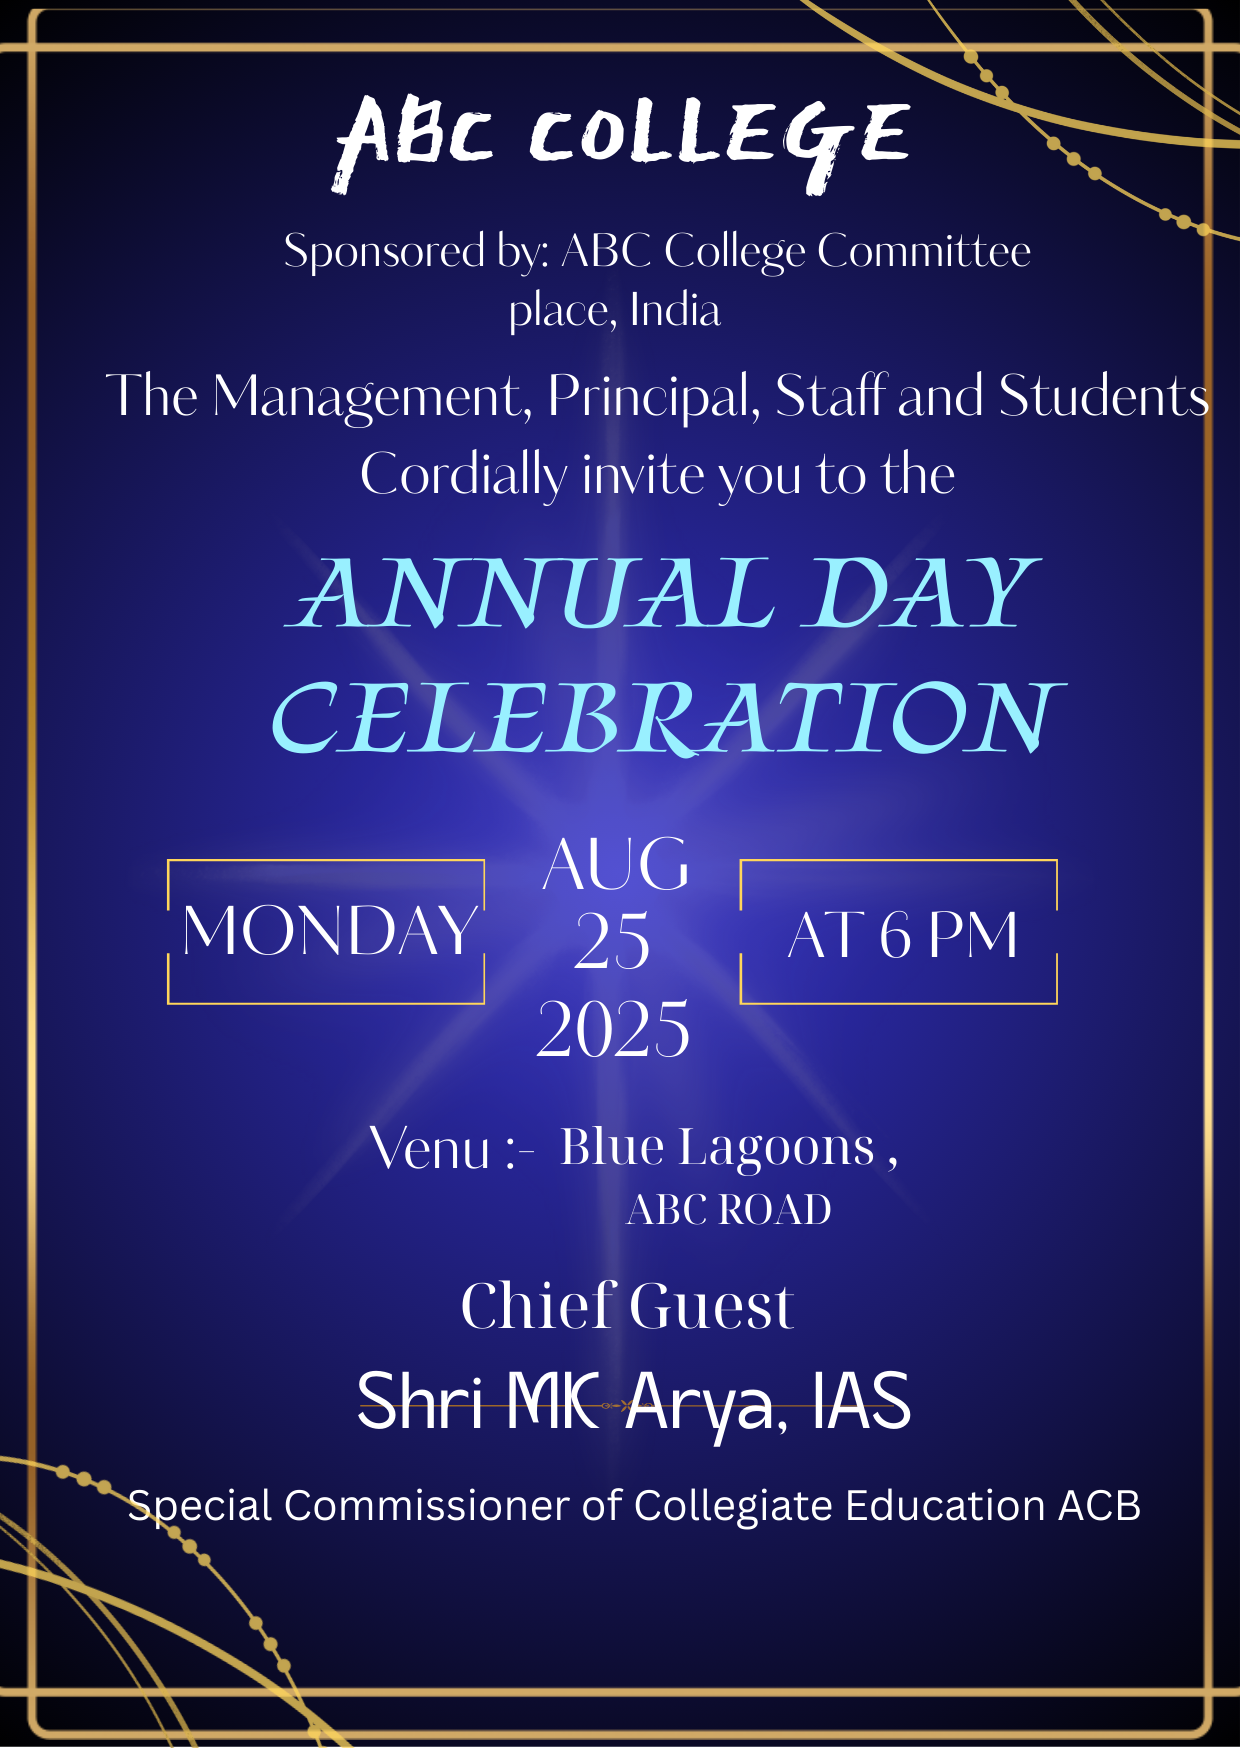 ABC COLLEGE
Sponsored by: ABC College Committee
place, India
The Management, Principal, Staff and Students
Cordially invite you to the
ANNUAL DAY
CELEBRATION
MONDAY
AUG
25
2025
AT 6 PM
Venu :- Blue Lagoons ,
ABC ROAD
Chief Guest
Shri MK Arya, IAS
Special Commissioner of Collegiate Education ACB